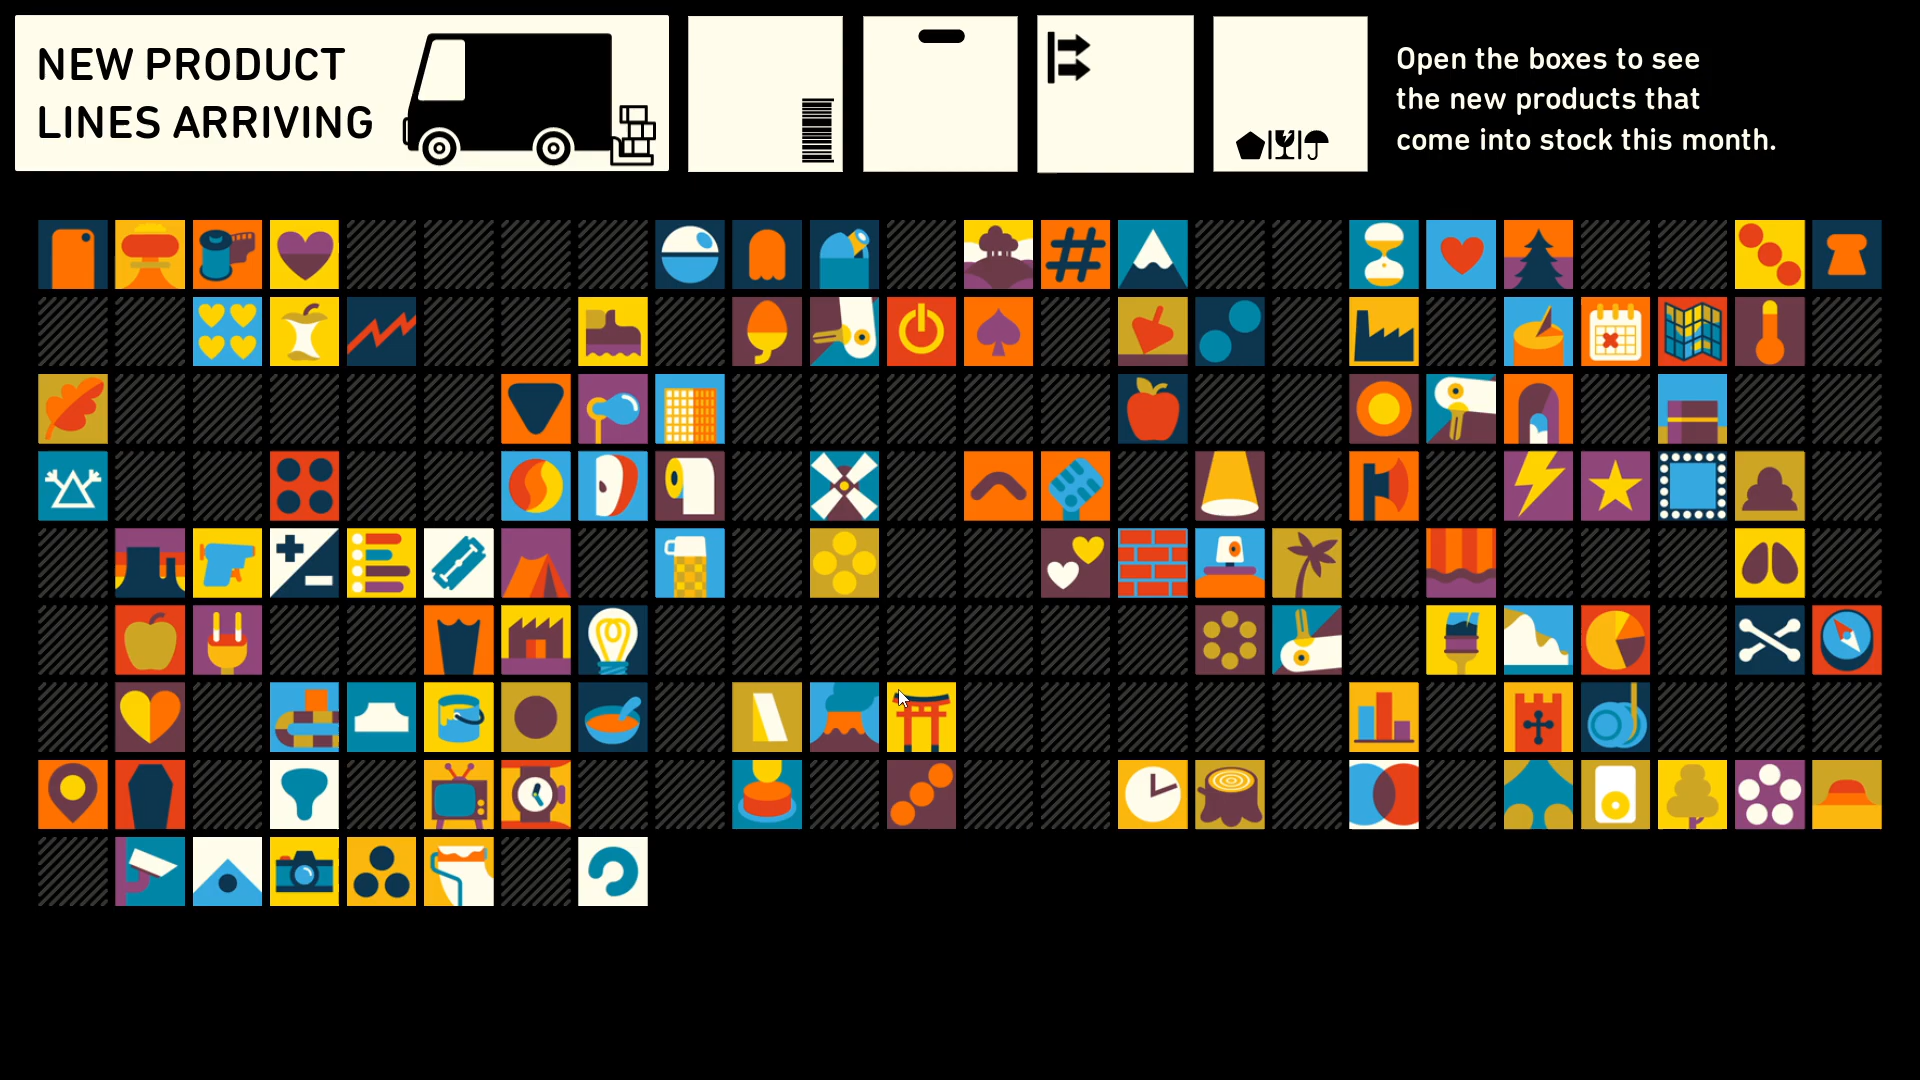 NEW PRODUCT
LINES ARRIVING
Open the boxes to see
the new products that
come into stock this month.